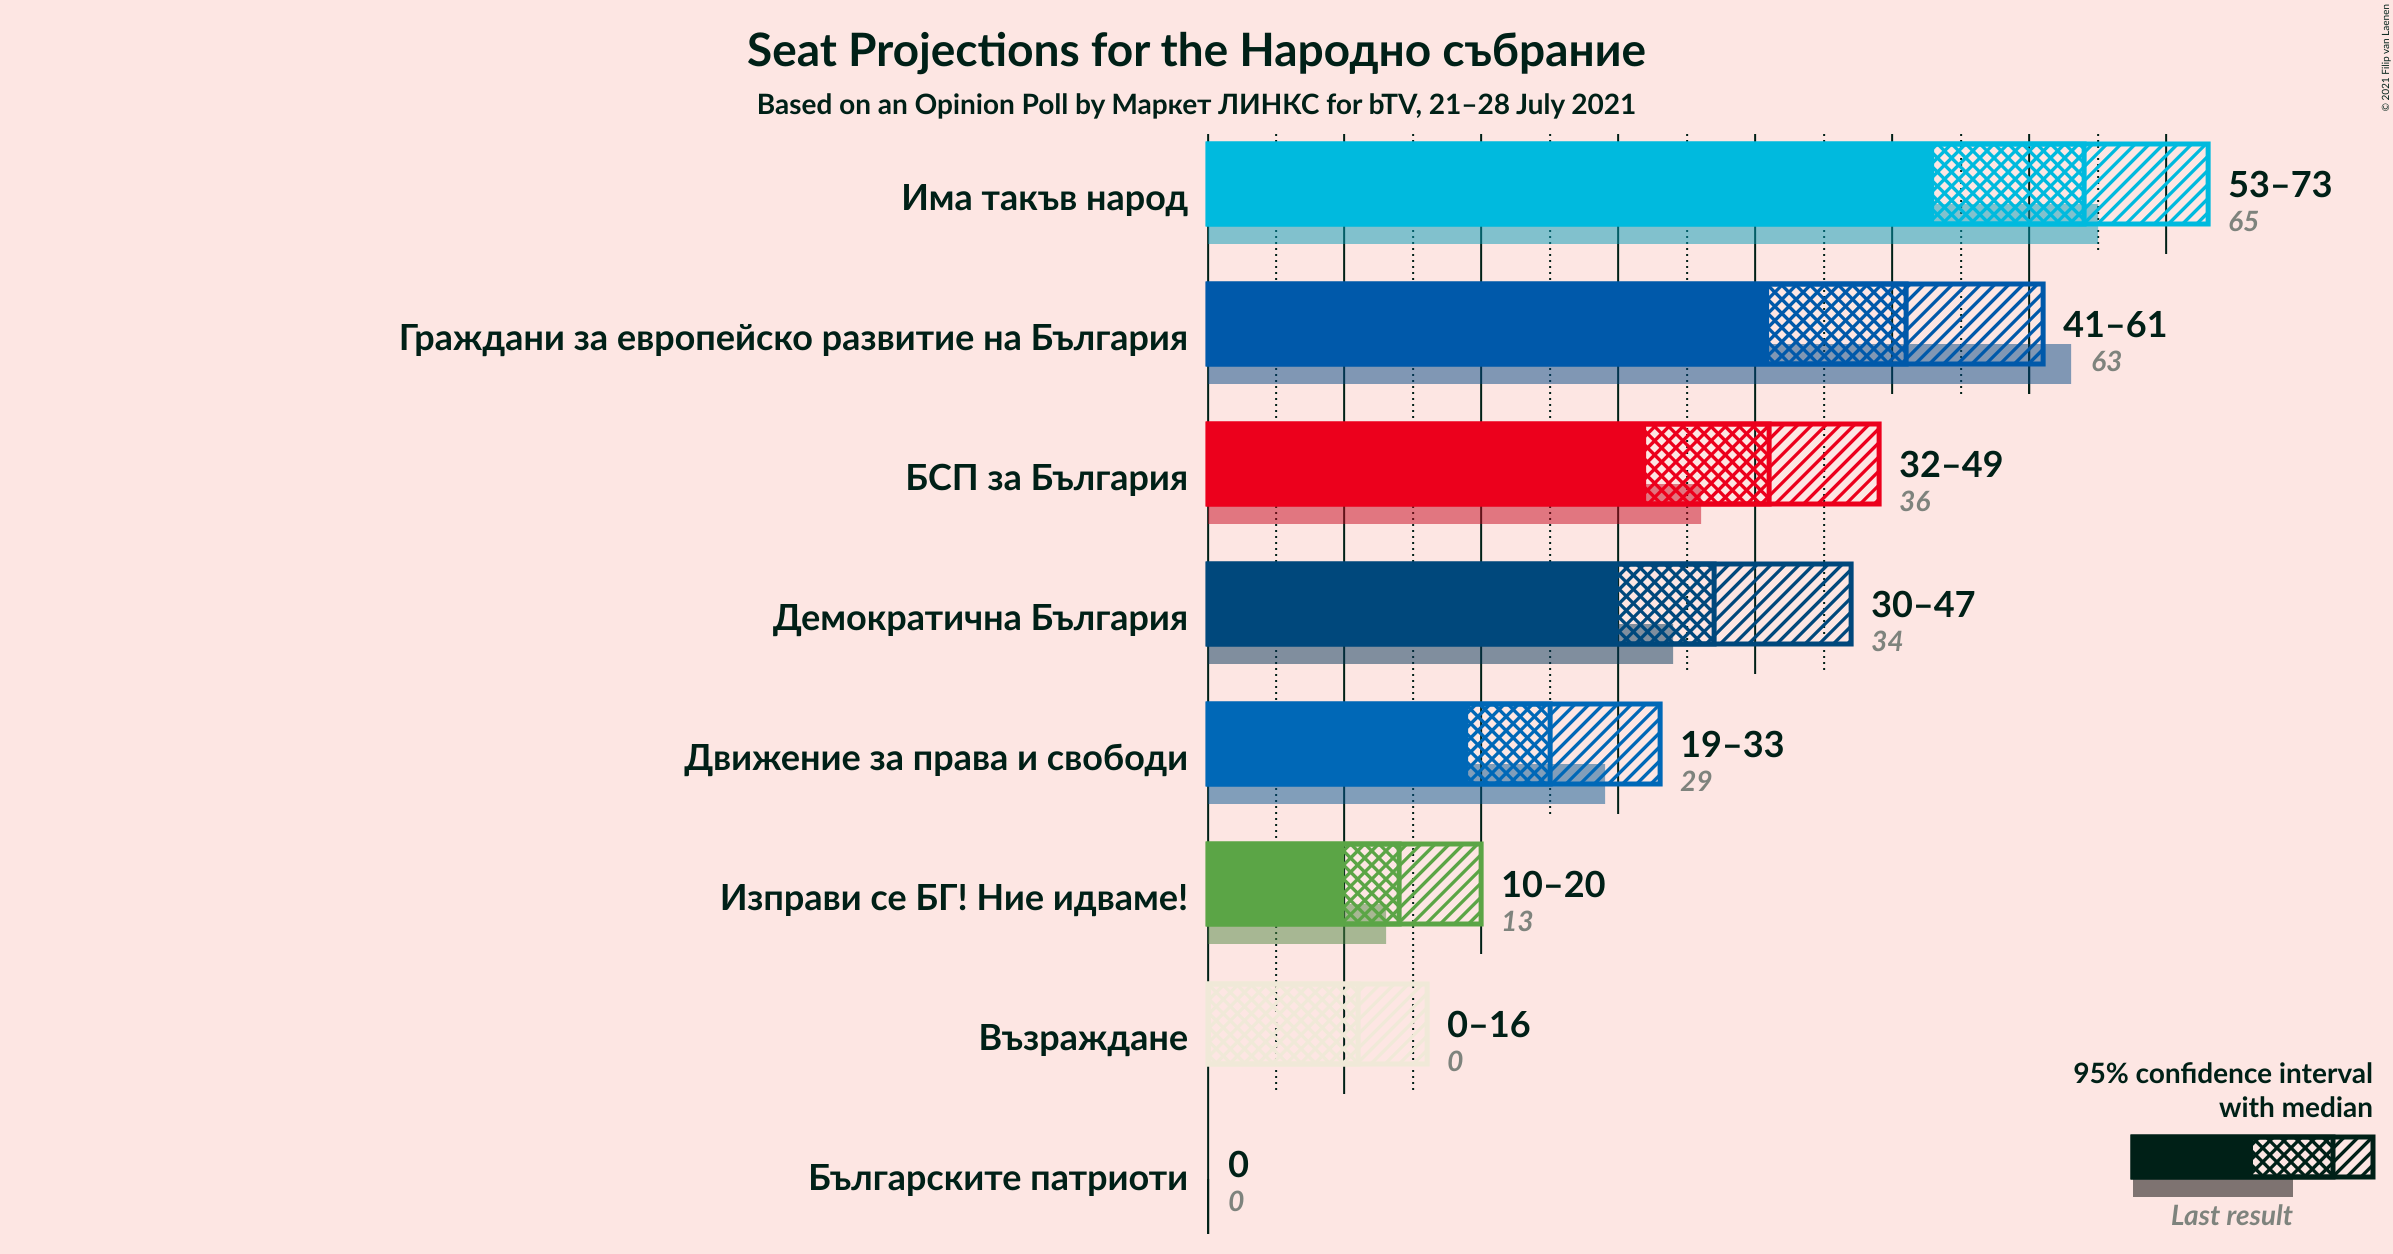 Seat Projections for the Народно събрание
Based on an Opinion Poll by Маркет ЛИНКС for bTV, 21–28 July 2021
© 2021 Filip van Laenen
Има такъв народ
53–73
65
Граждани за европейско развитие на България
41–61
63
БСП за България
32–49
36
Демократична България
30–47
34
Движение за права и свободи
19–33
29
Изправи се БГ! Ние идваме!
10–20
13
Възраждане
0–16
0
Българските патриоти
0
0
95% confidence interval
with median
Last result